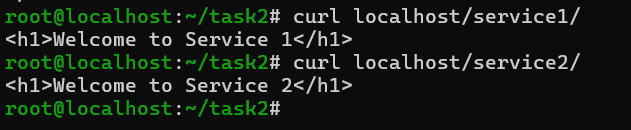 root@localhost:~/task2# curl localhost/service1/
<h1>Welcome to Service 1</h1>
root@localhost:~/task2# curl localhost/service2/
<h1>Welcome to Service 2</h1>
root@localhost:~/task2#